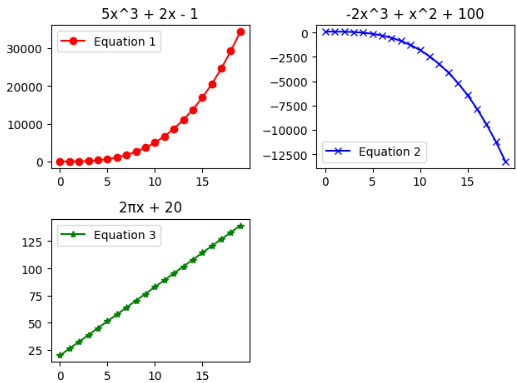 5x^3 + 2x - 1
Equation 1
30000
20000
10000
0
0 5 10 15
-2x^3 + x^2 + 100
0
−2500
−5000
−7500
−10000
−12500
Equation 2
0 5 10 15
2πx + 20
Equation 3
125
100
75
50
25
0 5 10 15